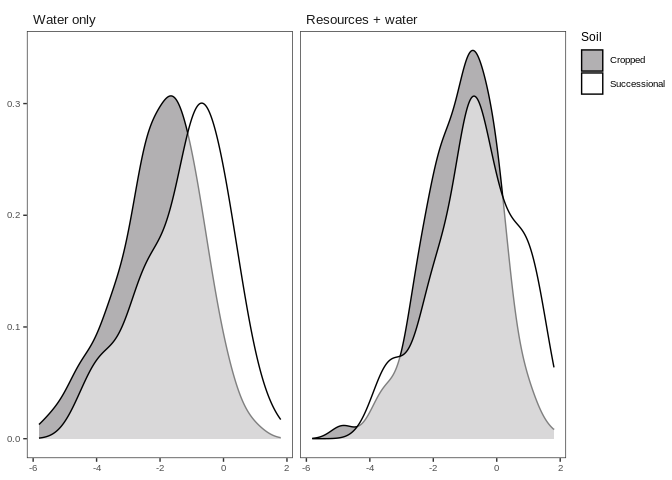 Water only
Resources + water
Soil
Cropped
Successional
0.3
0.2
0.1
0.0
-6 -4 -2 0 2
-6 -4 -2 0 2